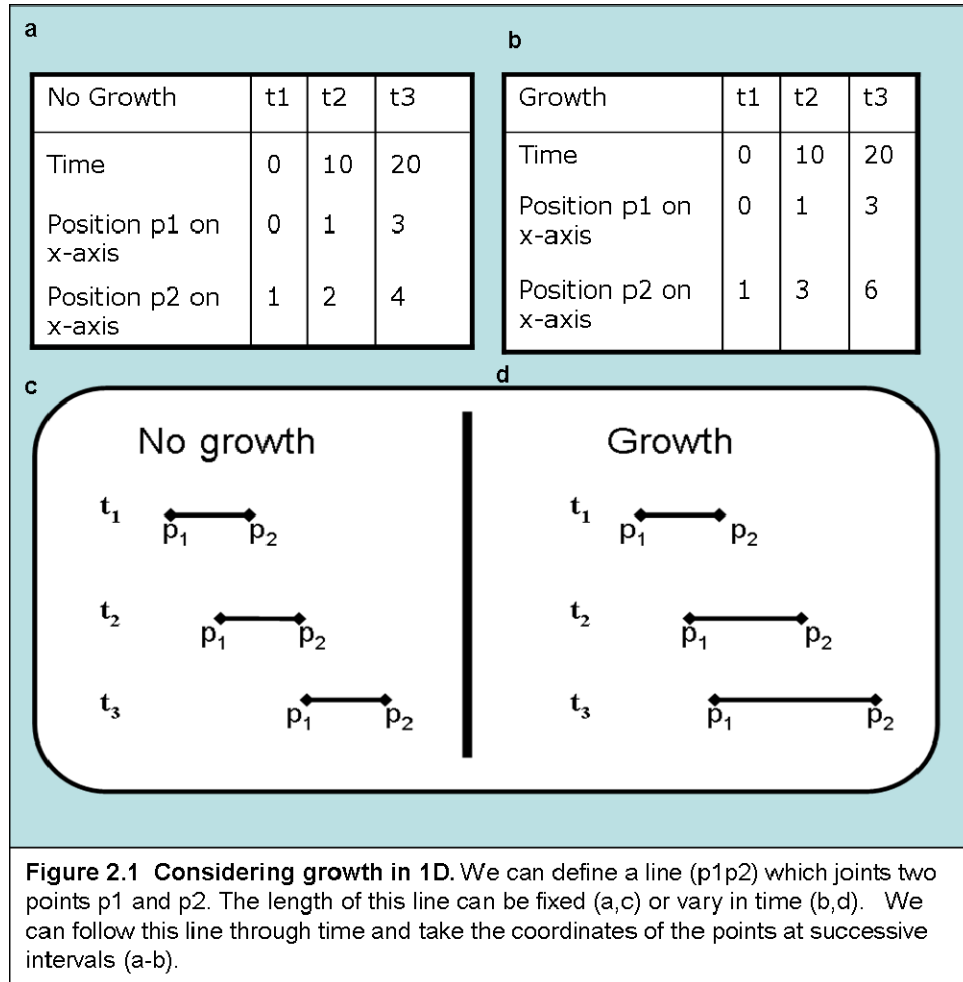 a
No Growth t1 t2 t3
Time 0 10 20
Position p1 on 0 1 3
x-axis
Position p2 on 1 2 4
x-axis
b
Growth t1 t2 t3
Time 0 10 20
Position p1 on 0 1 3
x-axis
Position p2 on 1 3 6
x-axis
c
No growth
t1
p1 p2
t2
p1 p2
t3
p1 p2
d
Growth
t1
p1 p2
t2
p1 p2
t3
p1 p2
Figure 2.1 Considering growth in 1D. We can define a line (p1p2) which joints two
points p1 and p2. The length of this line can be fixed (a,c) or vary in time (b,d). We
can follow this line through time and take the coordinates of the points at successive
intervals (a-b).